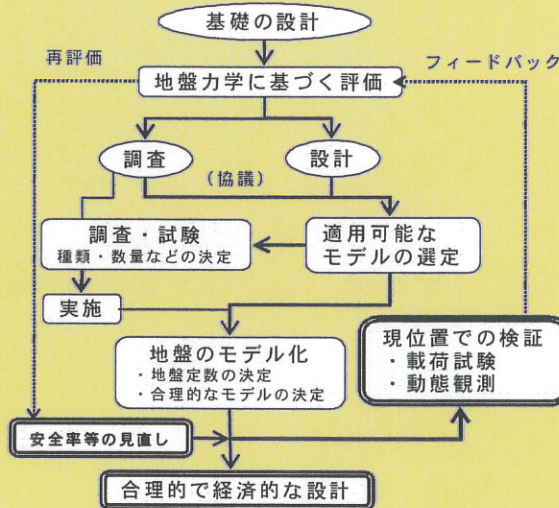 基礎の設計
再評価
フィードバック
地盤力学に基づく評価
調査
設計
(協議)
調査・試験
種類・数量などの決定
適用可能な
モデルの選定
実施
地盤のモデル化
・地盤定数の決定
・合理的なモデルの決定
現位置での検証
・載荷試験
・動態観測
安全率等の見直し
合理的で経済的な設計